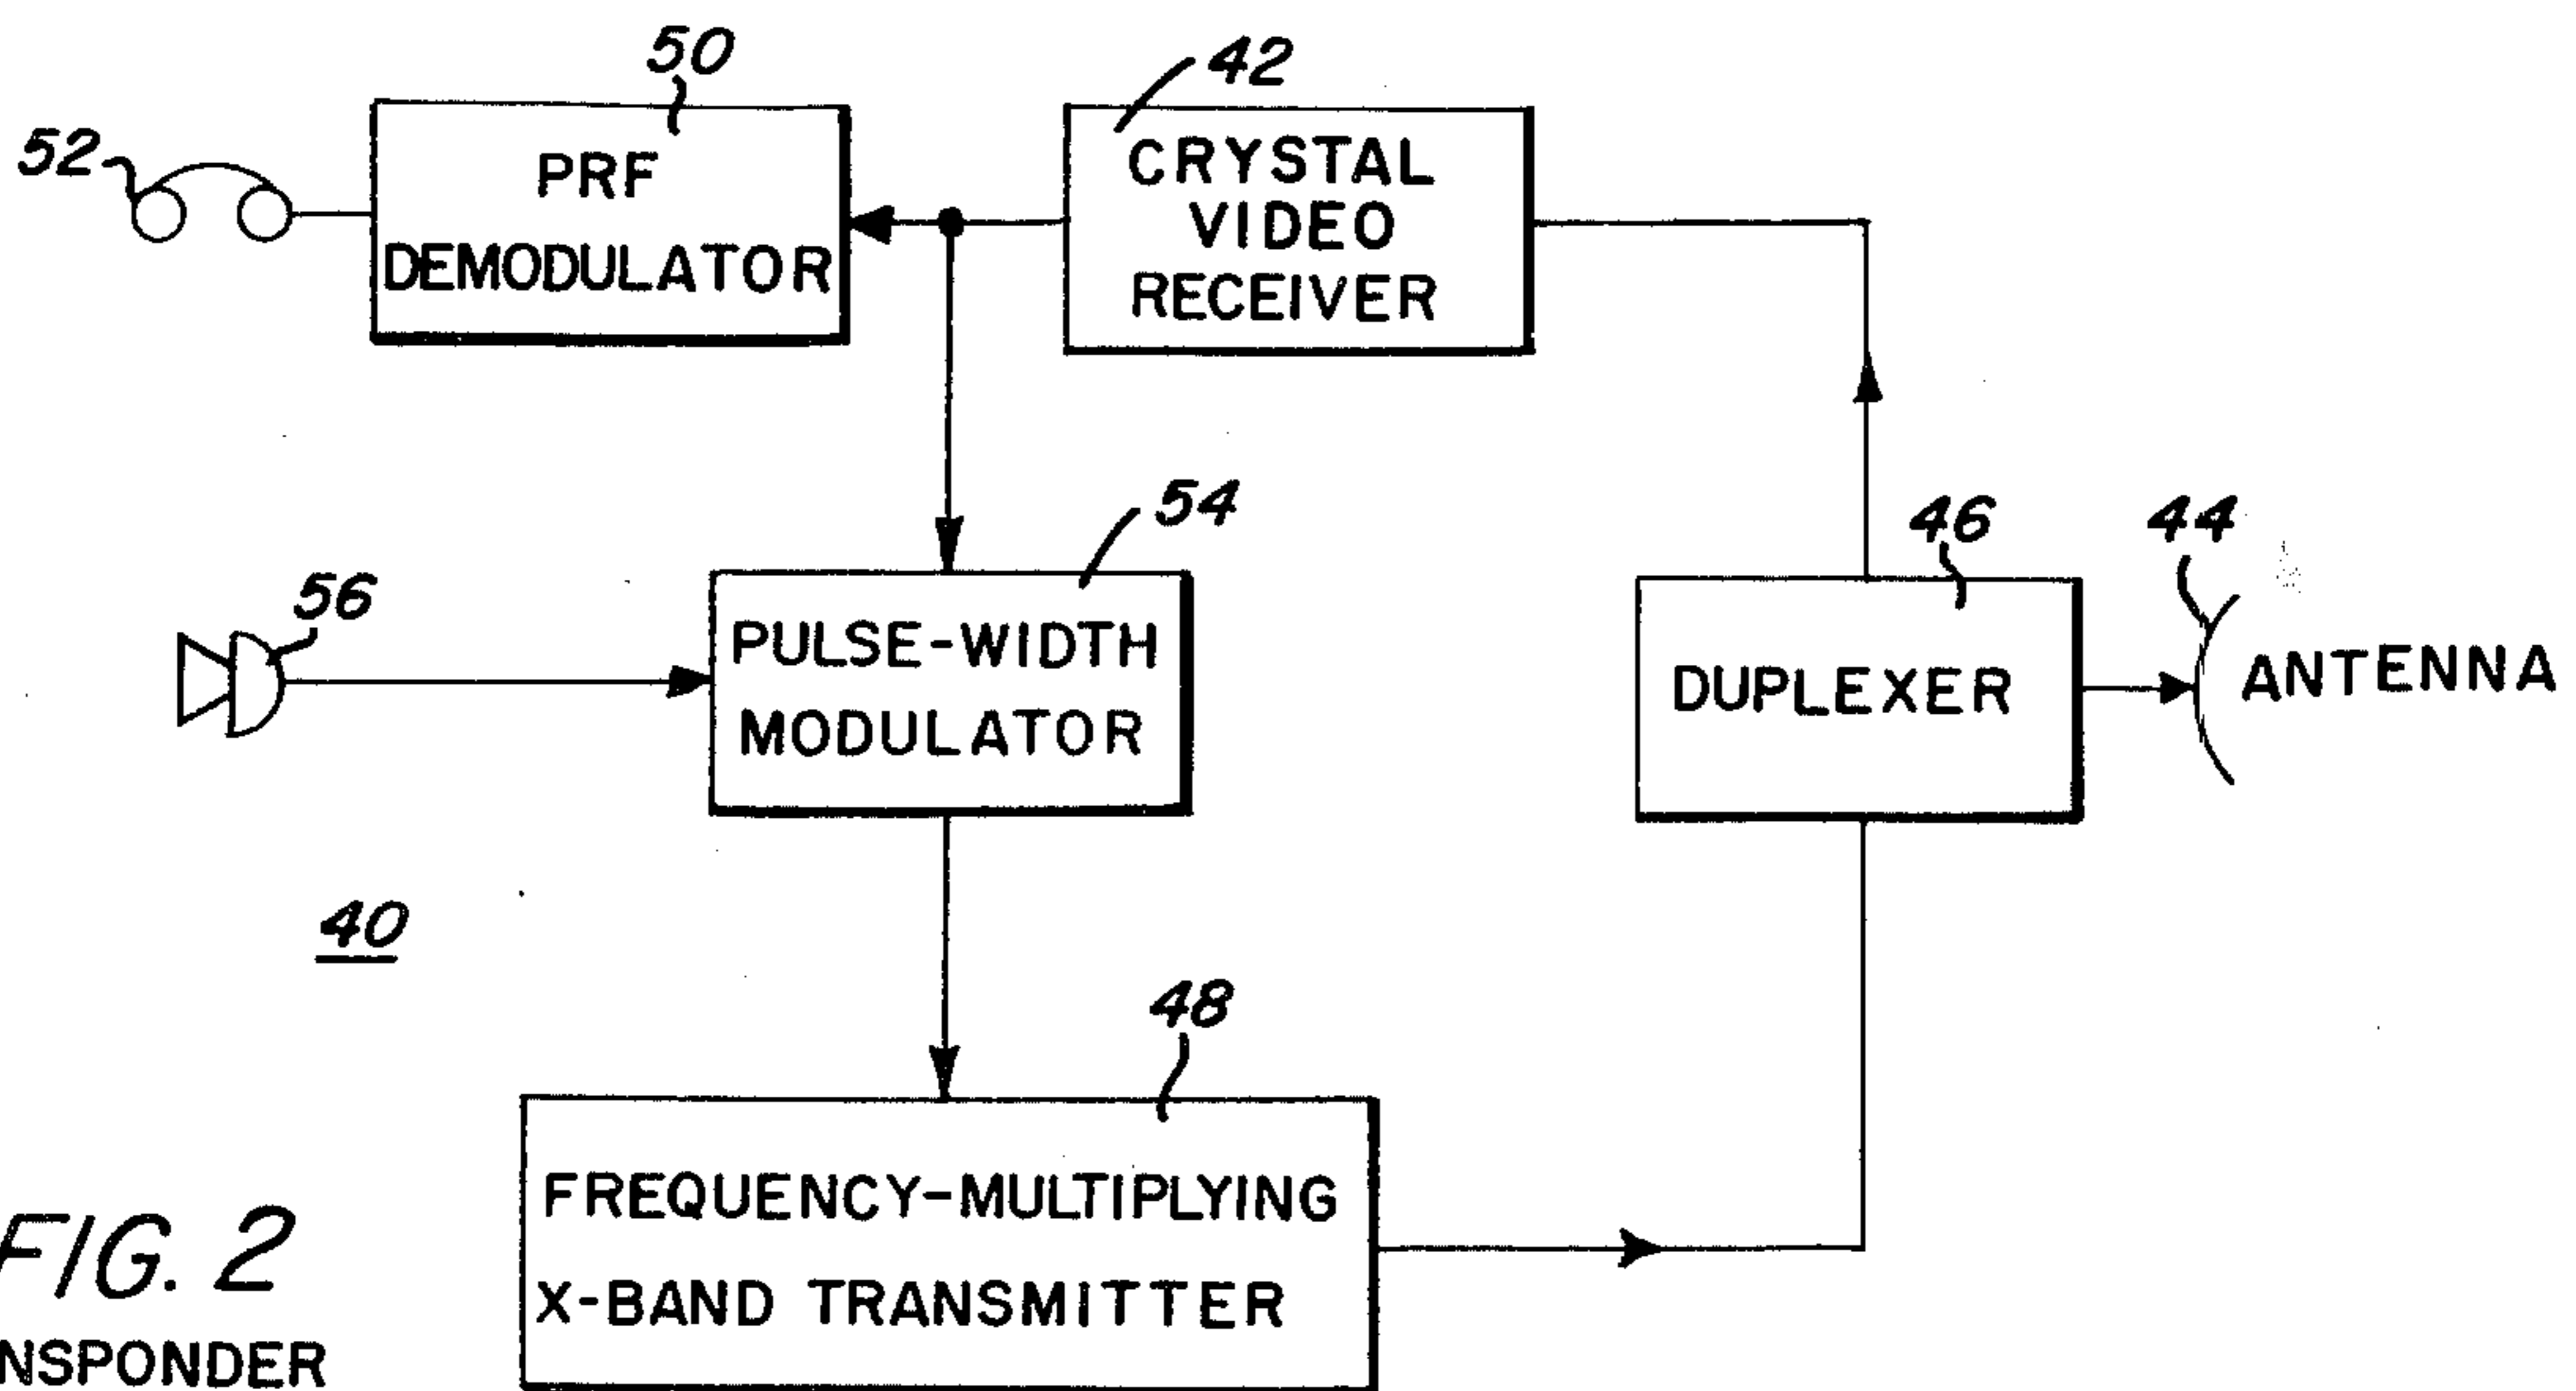 50
42
52
PRF
DEMODULATOR
CRYSTAL
VIDEO
RECEIVER
54
46
44
56
PULSE-WIDTH
MODULATOR
DUPLEXER
ANTENNA
40
48
FREQUENCY-MULTIPLYING
X-BAND TRANSMITTER
FIG. 2
NSPONDER